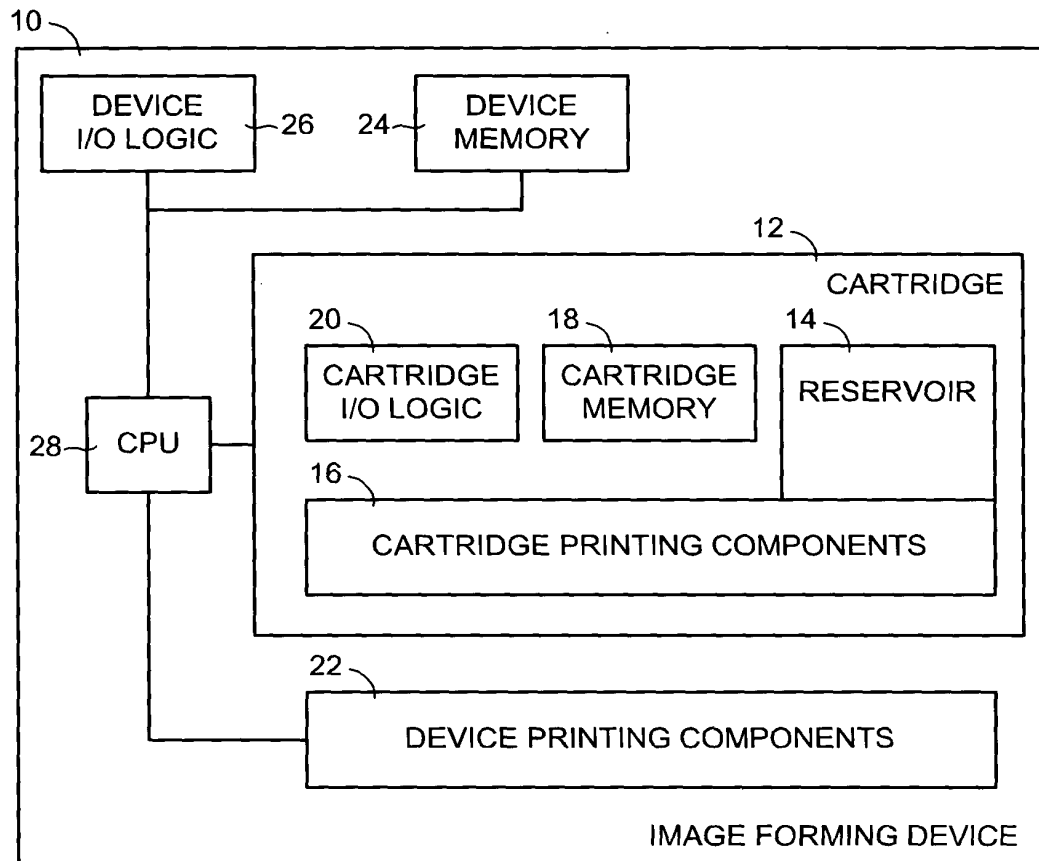 10
DEVICE
I/O LOGIC
26
24
DEVICE
MEMORY
12
CARTRIDGE
20
CARTRIDGE
I/O LOGIC
18
CARTRIDGE
MEMORY
14
RESERVOIR
28
CPU
16
CARTRIDGE PRINTING COMPONENTS
22
DEVICE PRINTING COMPONENTS
IMAGE FORMING DEVICE